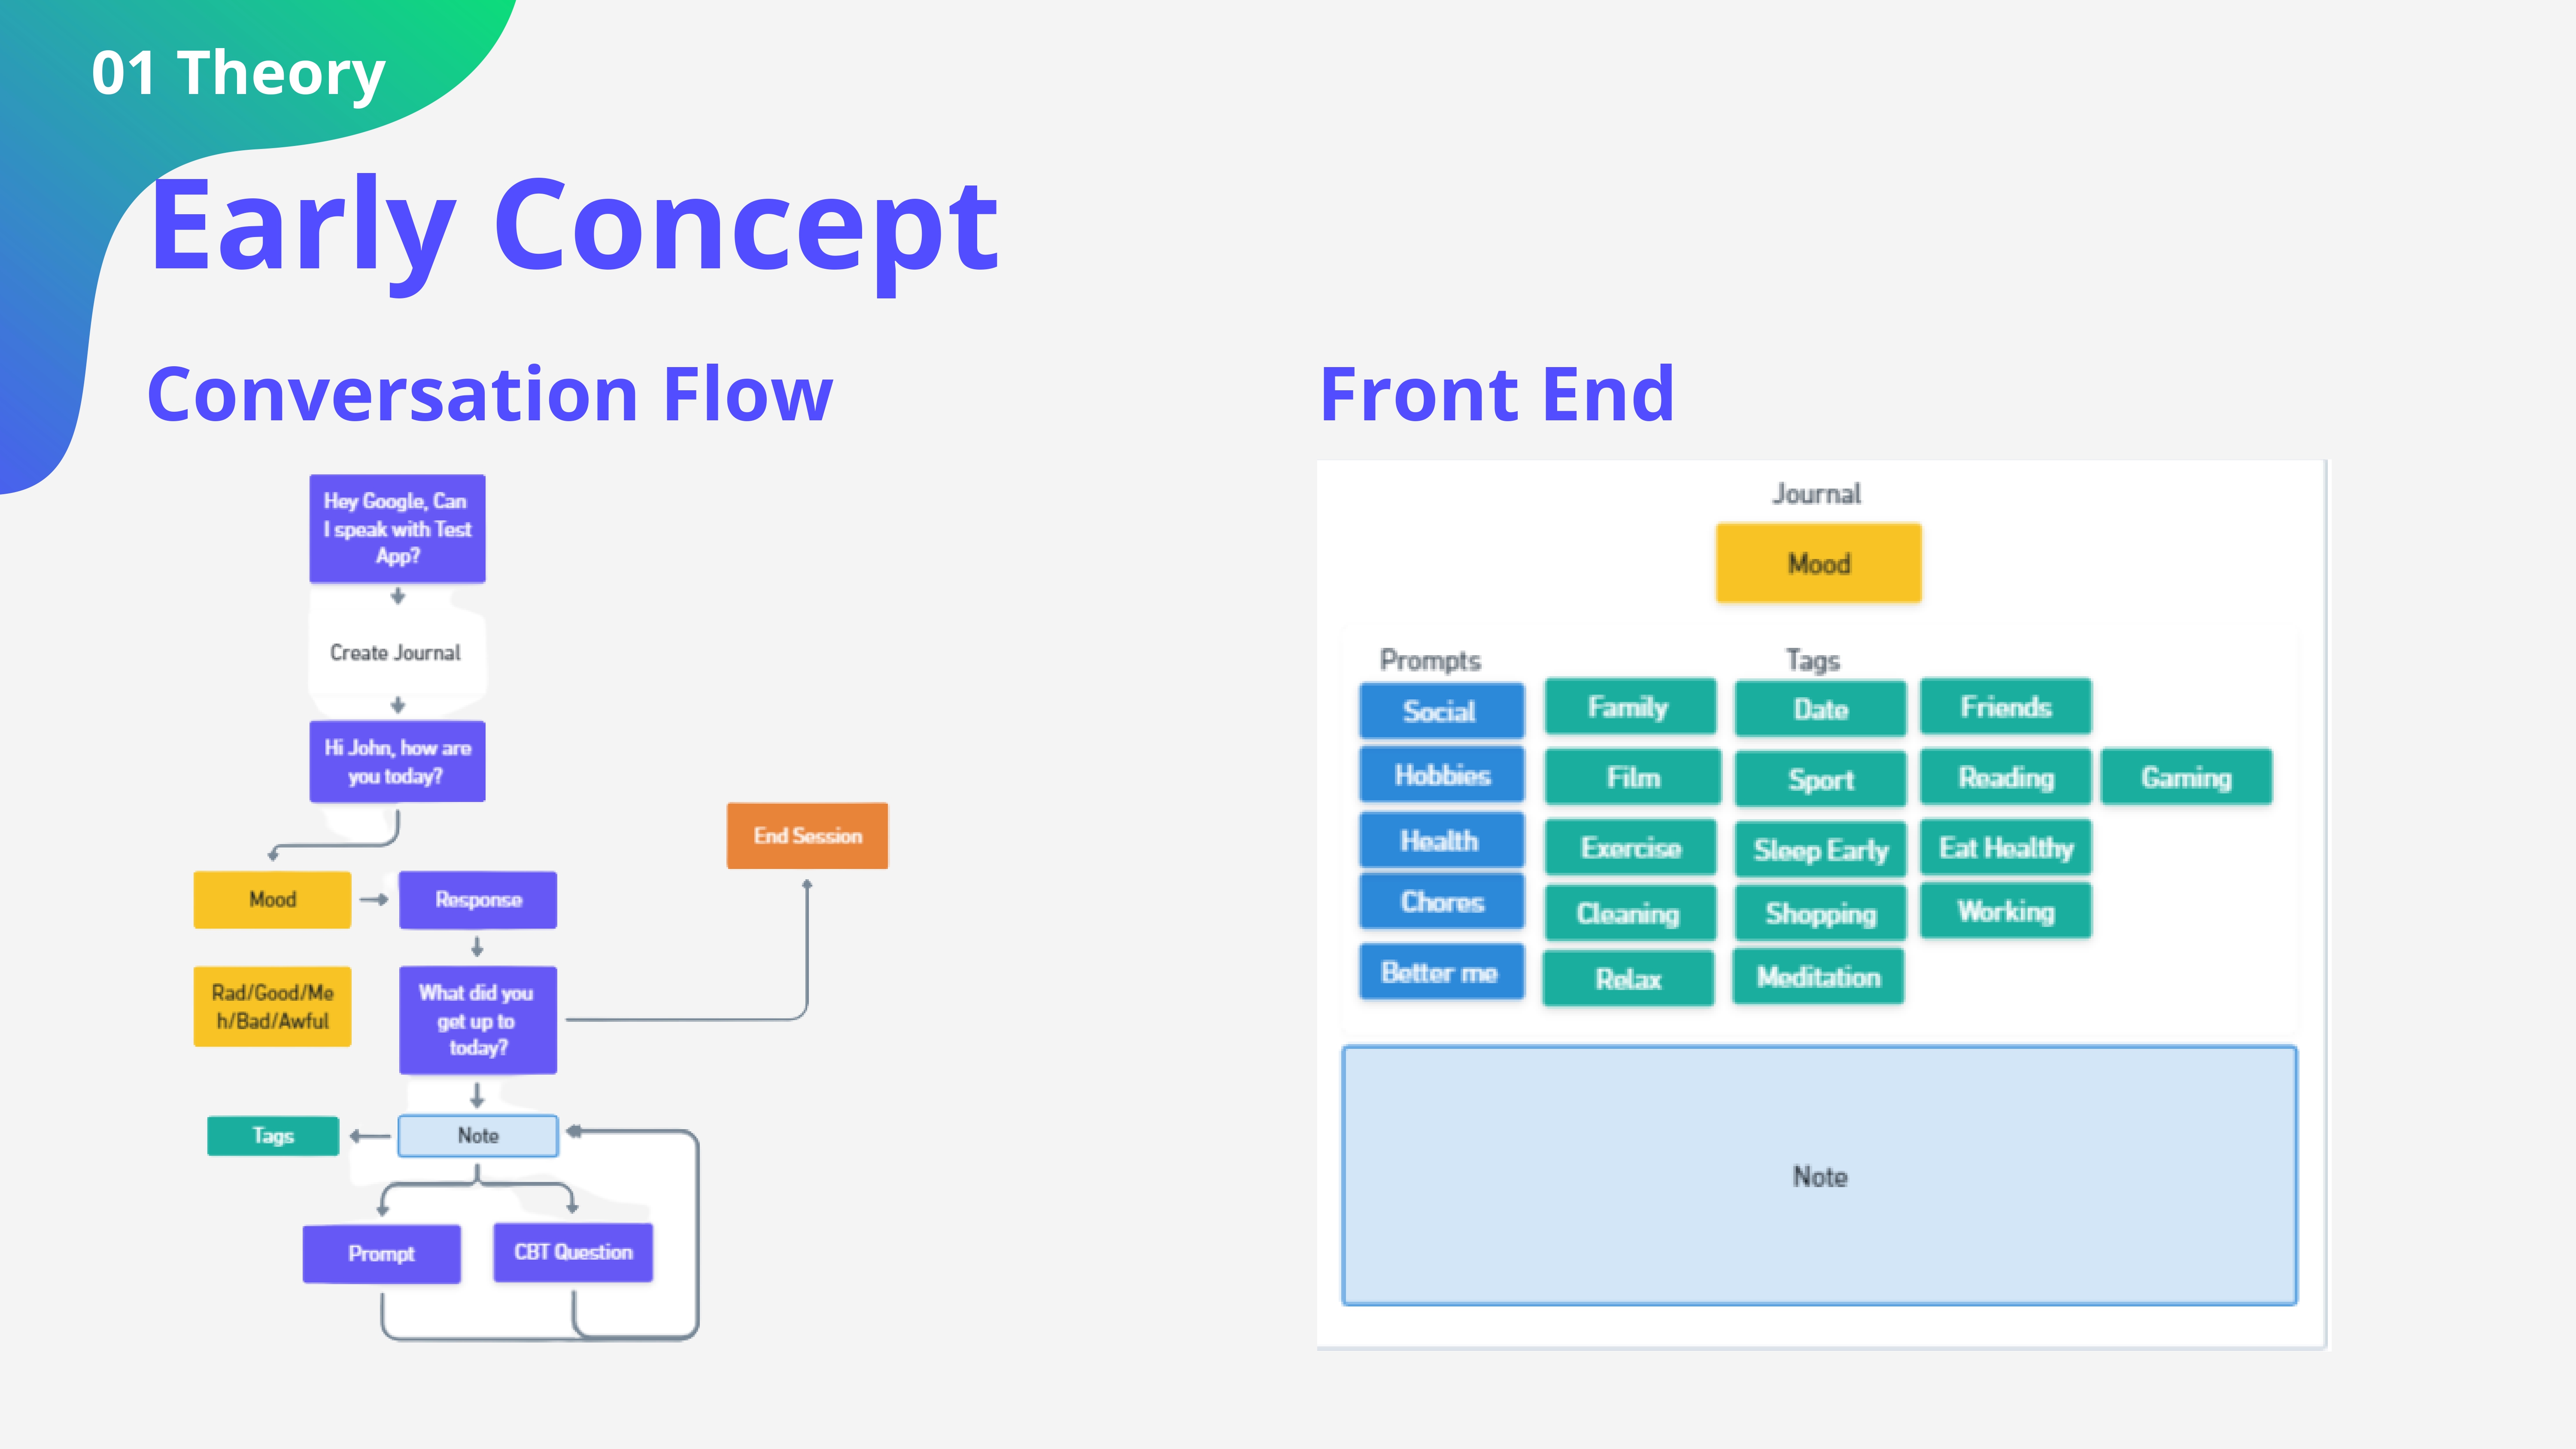 01 Theory
Early Concept
Conversation Flow
Hey Google, Can
I speak with Test
App?
Create Journal
Hi John, how are
you today?
End Session
Mood
Response
Rad/Good/Me
h/Bad/Awful
What did you
get up to
today?
Tags
Note
Prompt
CBT Question
Front End
Journal
Mood
Prompts
Tags
Social
Family
Date
Friends
Hobbies
Film
Sport
Reading
Gaming
Health
Exercise
Sleep Early
Eat Healthy
Chores
Cleaning
Shopping
Working
Better me
Relax
Meditation
Note